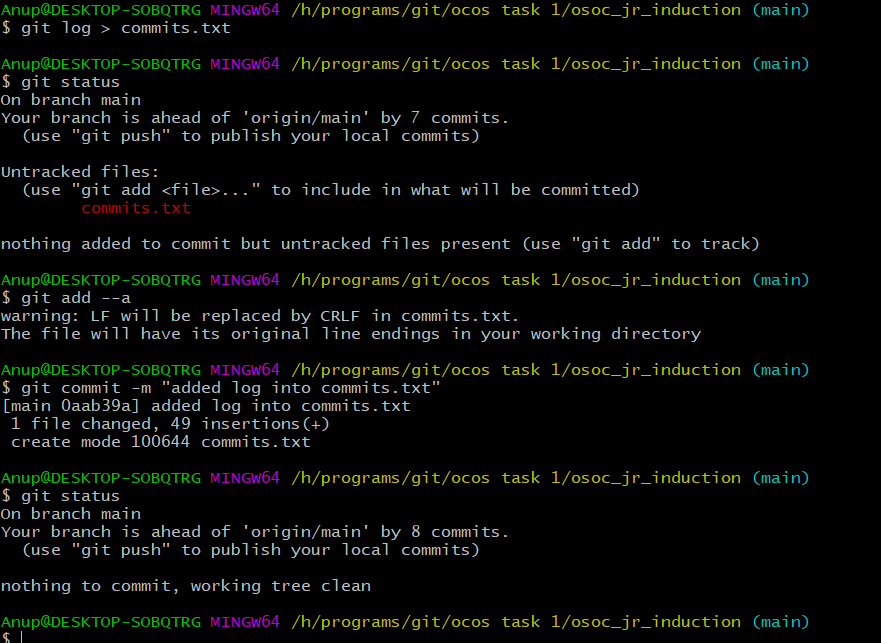 Anup@DESKTOP-SOBQTRG MINGW64 /h/programs/git/ocos task 1/osoc_jr_induction (main)
$ git log > commits.txt
Anup@DESKTOP-SOBQTRG MINGW64 /h/programs/git/ocos task 1/osoc_jr_induction (main)
$ git status
On branch main
Your branch is ahead of 'origin/main' by 7 commits.
  (use "git push" to publish your local commits)
Untracked files:
  (use "git add <file>..." to include in what will be committed)
        commits.txt
nothing added to commit but untracked files present (use "git add" to track)
Anup@DESKTOP-SOBQTRG MINGW64 /h/programs/git/ocos task 1/osoc_jr_induction (main)
$ git add --a
warning: LF will be replaced by CRLF in commits.txt.
The file will have its original line endings in your working directory
Anup@DESKTOP-SOBQTRG MINGW64 /h/programs/git/ocos task 1/osoc_jr_induction (main)
$ git commit -m "added log into commits.txt"
[main 0aab39a] added log into commits.txt
 1 file changed, 49 insertions(+)
 create mode 100644 commits.txt
Anup@DESKTOP-SOBQTRG MINGW64 /h/programs/git/ocos task 1/osoc_jr_induction (main)
$ git status
On branch main
Your branch is ahead of 'origin/main' by 8 commits.
  (use "git push" to publish your local commits)
nothing to commit, working tree clean
Anup@DESKTOP-SOBQTRG MINGW64 /h/programs/git/ocos task 1/osoc_jr_induction (main)
$